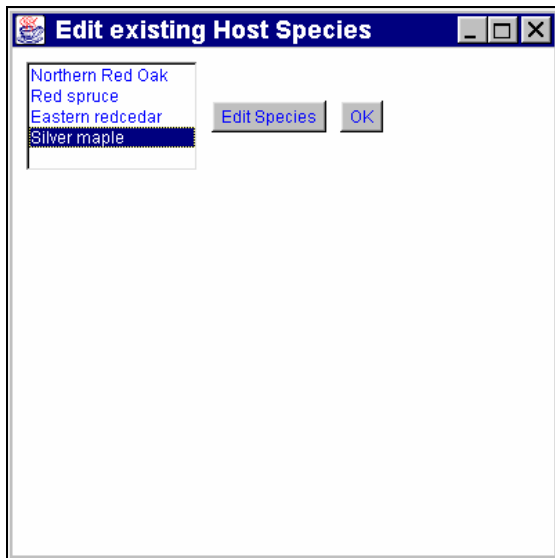 Edit existing Host Species
Northern Red Oak
Red spruce
Eastern redcedar
Silver maple
Edit Species
OK